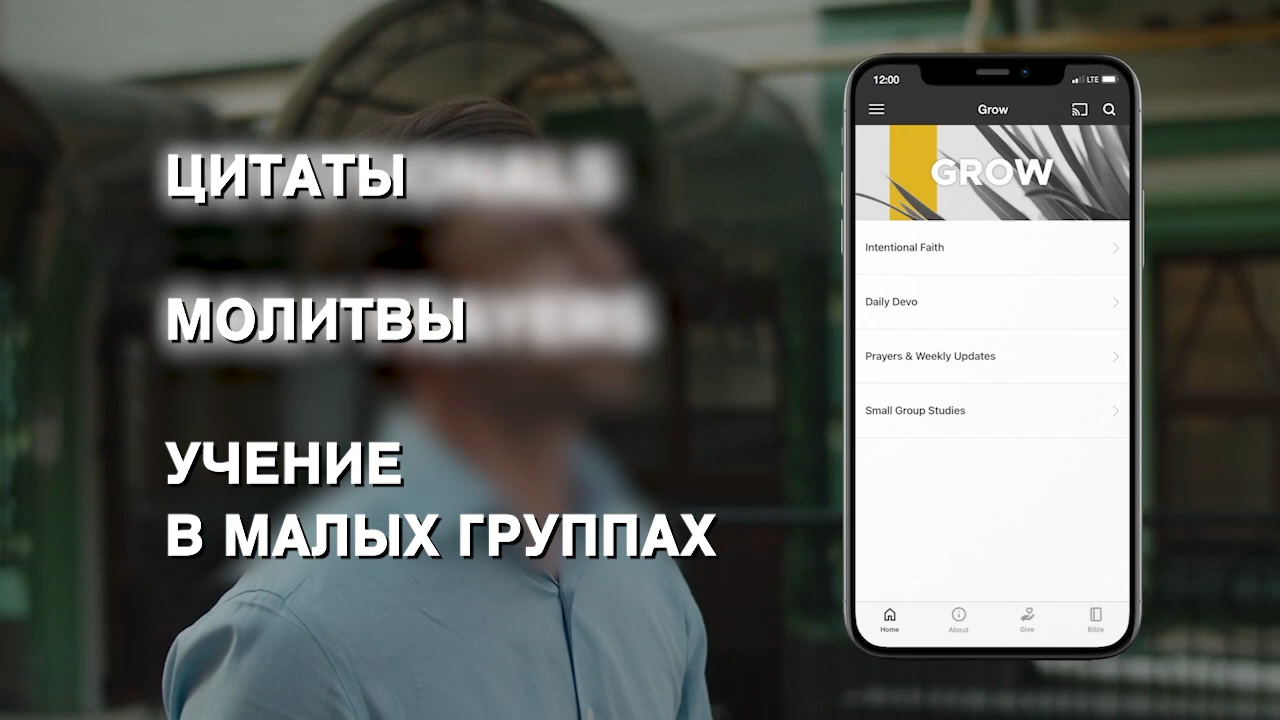 ЦИТАТЫ
МОЛИТВЫ
УЧЕНИЕ
В МАЛЫХ ГРУППАХ
12:00
LTE
Grow
GROW
Intentional Faith
Daily Devo
Prayers & Weekly Updates
Small Group Studies
Home
About
Give
Bible